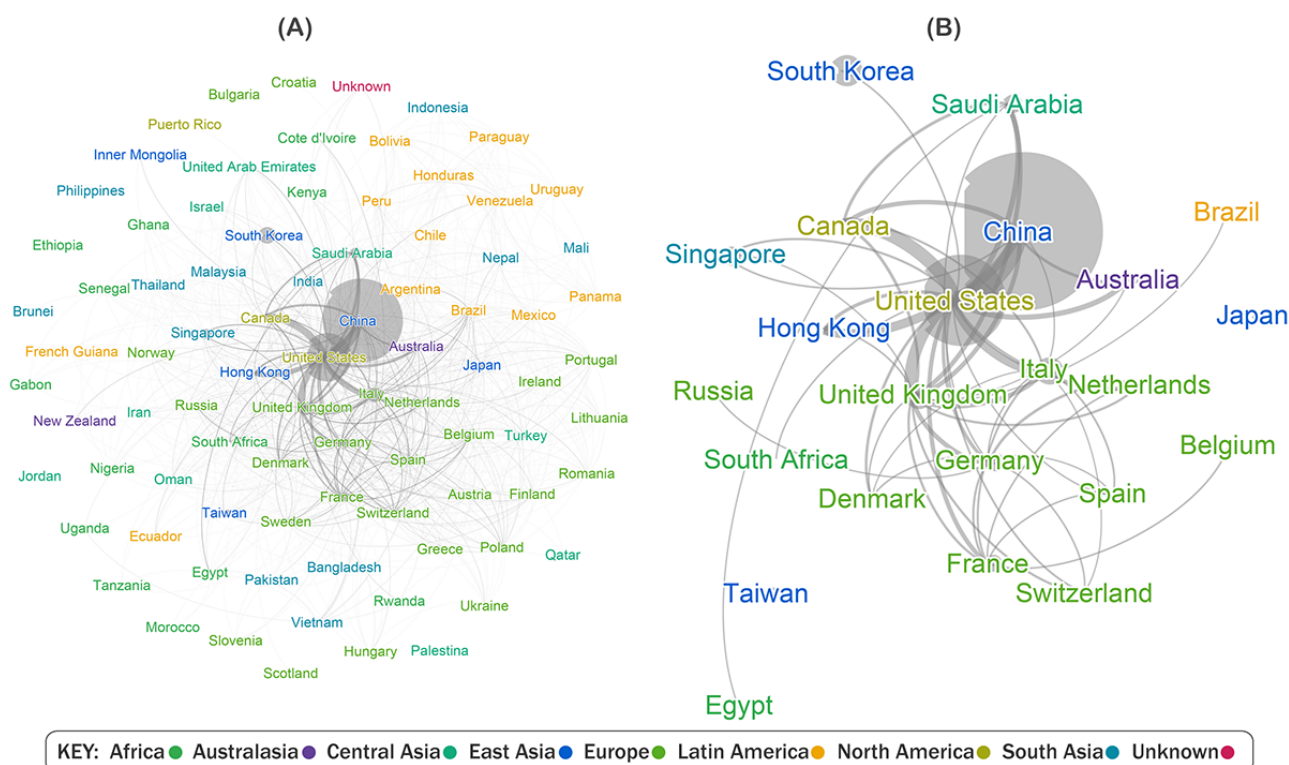 (A)
(B)
Croatia
Unknown
Bulgaria
Indonesia
Puerto Rico
Cote d'Ivoire
Bolivia
Paraguay
Inner Mongolia
United Arab Emirates
Honduras
Philippines
Kenya
Peru
Venezuela
Uruguay
Israel
Ghana
South Korea
Chile
Ethiopia
Saudi Arabia
Nepal
Mali
Malaysia
India
Senegal
Thailand
Argentina
Panama
Brunei
Canada
China
Brazil
Mexico
Singapore
Australia
French Guiana
Norway
United States
Portugal
Hong Kong
Japan
Gabon
Ireland
Italy
Netherlands
New Zealand
Iran
Russia
United Kingdom
Lithuania
South Africa
Germany
Belgium
Turkey
Jordan
Nigeria
Oman
Denmark
Spain
Romania
France
Austria
Finland
Uganda
Ecuador
Taiwan
Sweden
Switzerland
Greece
Poland
Qatar
Tanzania
Egypt
Pakistan
Bangladesh
Rwanda
Ukraine
Morocco
Slovenia
Vietnam
Hungary
Palestina
Scotland
South Korea
Saudi Arabia
Canada
China
Brazil
Singapore
Australia
United States
Hong Kong
Japan
Italy
Russia
United Kingdom
Netherlands
South Africa
Germany
Belgium
Denmark
Spain
France
Taiwan
Switzerland
Egypt
KEY: Africa Australasia Central Asia East Asia Europe Latin America North America South Asia Unknown